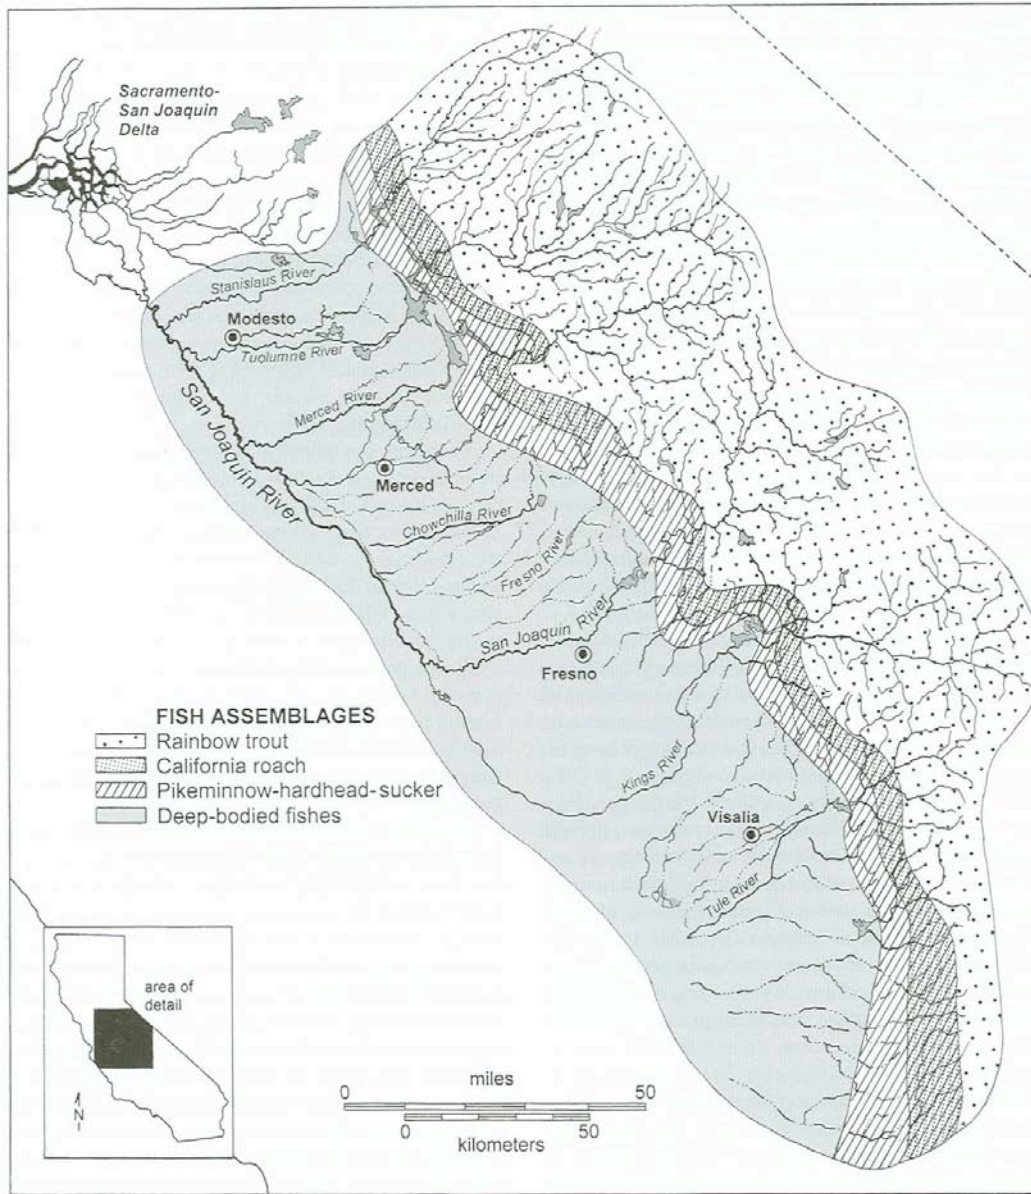 Sacramento-
San Joaquin
Delta
Stanislaus River
Modesto
Tuolumne River
San Joaquin River
Merced River
Merced
Chowchilla River
Fresno River
San Joaquin River
Fresno
Kings River
Visalia
Tule River
FISH ASSEMBLAGES
Rainbow trout
California roach
Pikeminnow-hardhead-sucker
Deep-bodied fishes
area of
detail
N
miles
0 50
0 50
kilometers